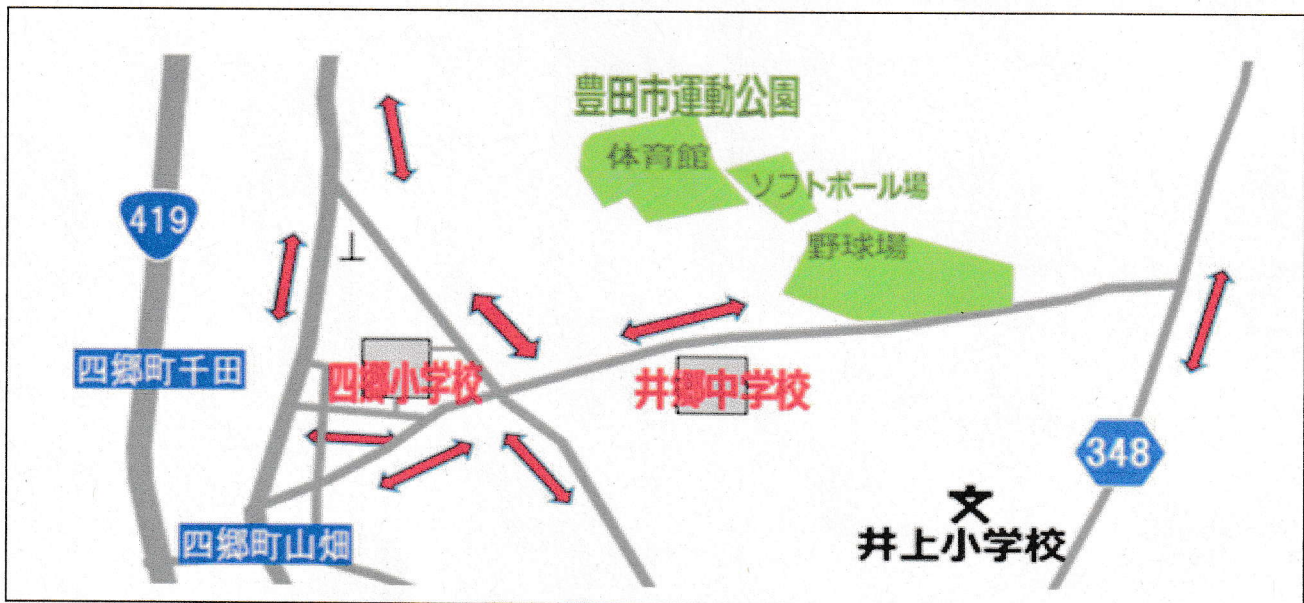 豊田市運動公園
体育館
ソフトボール場
野球場
419
四郷町千田
四郷小学校
井郷中学校
348
四郷町山畑
井上小学校